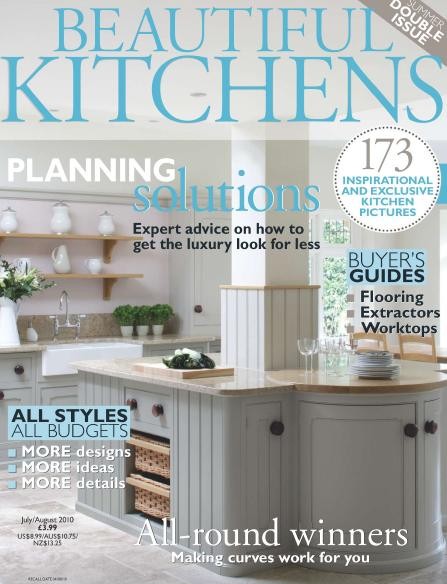 SUMMER
DOUBLE
ISSUE
BEAUTIFUL
KITCHENS
PLANNING
solutions
Expert advice on how to
get the luxury look for less
173
INSPIRATIONAL
AND EXCLUSIVE
KITCHEN
PICTURES
BUYER'S
GUIDES
Flooring
Extractors
Worktops
ALL STYLES
ALL BUDGETS
MORE designs
MORE ideas
MORE details
July/August 2010
£3.99
US$8.99/AUS$10.75/
NZ$13.25
All-round winners
Making curves work for you